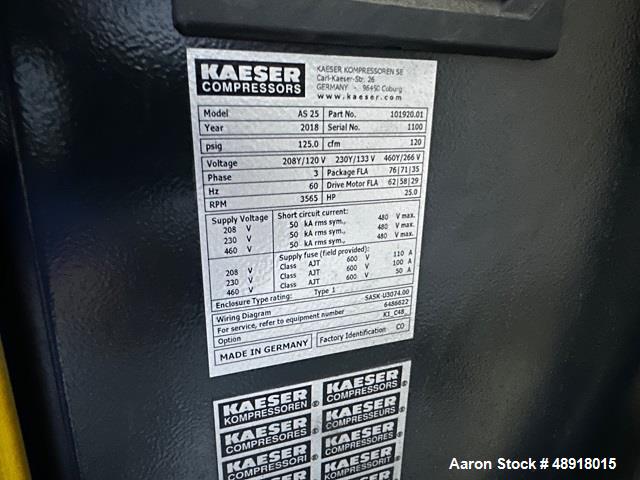 KAESER
COMPRESSORS
KAESER KOMPRESSOREN SE
Carl-Kaeser-Str. 26
GERMANY - 96450 Coburg
www.kaeser.com
Model AS 25 Part No. 101920.01
Year 2018 Serial No. 1100
psig 125.0 cfm 120
Voltage 208Y/120 V 230Y/133 V 460Y/266 V
Phase 3 Package FLA 76|71|35
Hz 60 Drive Motor FLA 62|58|29
RPM 3565 HP 25.0
Supply Voltage Short circuit current:
208 V 50 kA rms sym., 480 V max.
230 V 50 kA rms sym., 480 V max.
460 V 50 kA rms sym., 480 V max.
Supply fuse (field provided):
208 V Class AJT 600 V 110 A
230 V Class AJT 600 V 100 A
460 V Class AJT 600 V 50 A
Enclosure Type rating: Type 1
Wiring Diagram SASK-U3074.00
For service, refer to equipment number 6486622
Option K1_C48_
MADE IN GERMANY Factory Identification CO
KAESER ® KAESER ®
KOMPRESSOREN COMPRESSORS
KAESER ® KAESER ®
COMPRESORES COMPRESSEURS
KAESER ® KAESER ®
COMPRESSORI COMPRESSORES
KAESER
KOMPRESSORIT
Aaron Stock # 48918015